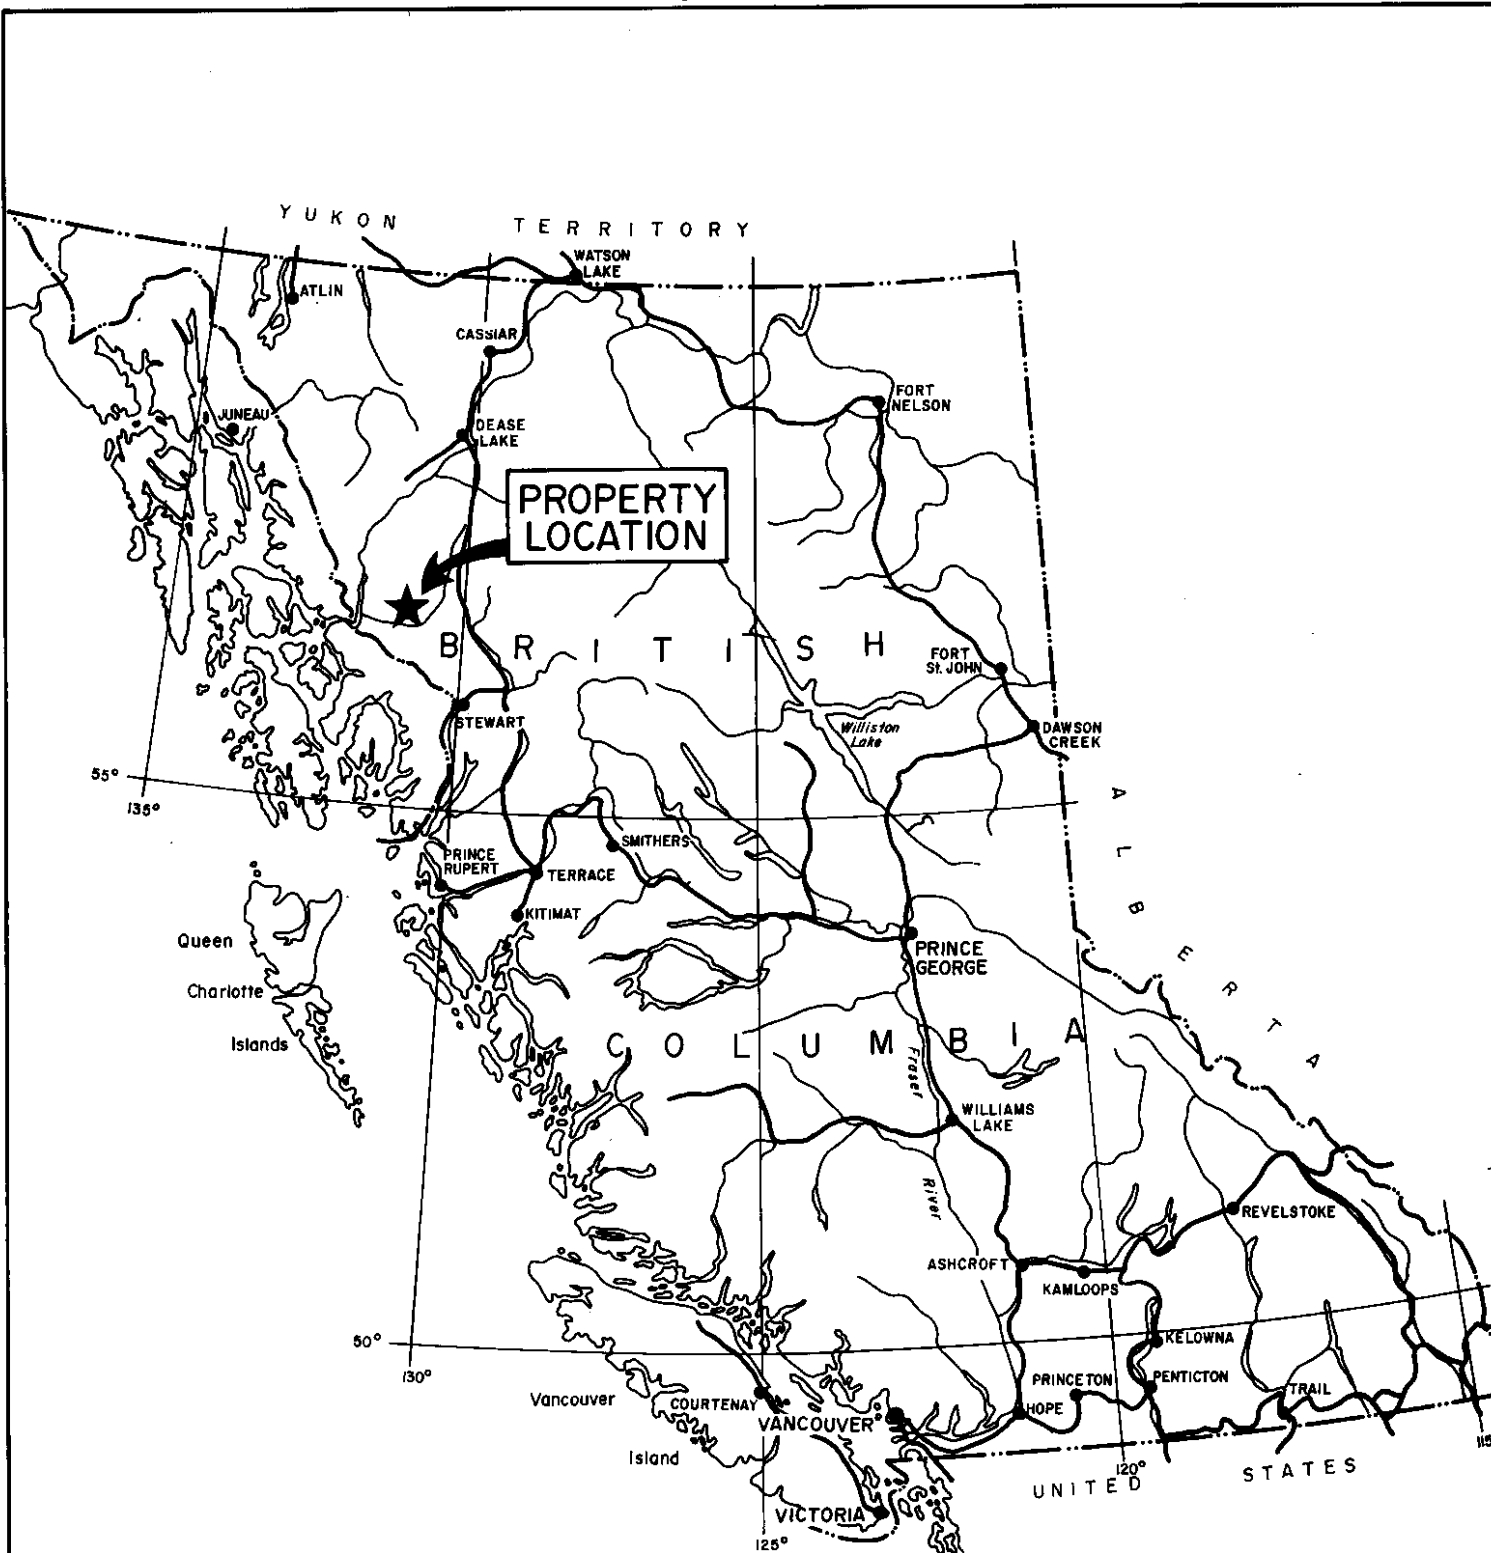 YUKON TERRITORY
WATSON
LAKE
ATLIN
CASSIAR
JUNEAU
FORT
NELSON
DEASE
LAKE
PROPERTY
LOCATION
BRITISH
FORT
St. JOHN
STEWART
Williston
Lake
DAWSON
CREEK
55°
135°
ALBERTA
SMITHERS
PRINCE
RUPERT
TERRACE
KITIMAT
Queen
Charlotte
Islands
PRINCE
GEORGE
COLUMBIA
Fraser
River
WILLIAMS
LAKE
REVELSTOKE
ASHCROFT
KAMLOOPS
50°
130°
KELOWNA
PRINCETON
PENTICTON
TRAIL
HOPE
Vancouver
Island
COURTENAY
VANCOUVER
VICTORIA
125°
120°
115
UNITED STATES